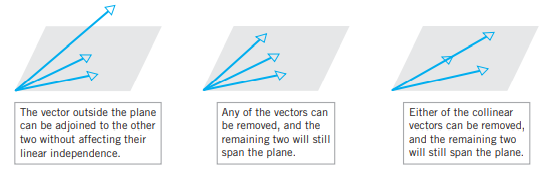 The vector outside the plane
can be adjoined to the other
two without affecting their
linear independence.
Any of the vectors can
be removed, and the
remaining two will still
span the plane.
Either of the collinear
vectors can be removed,
and the remaining two
will still span the plane.